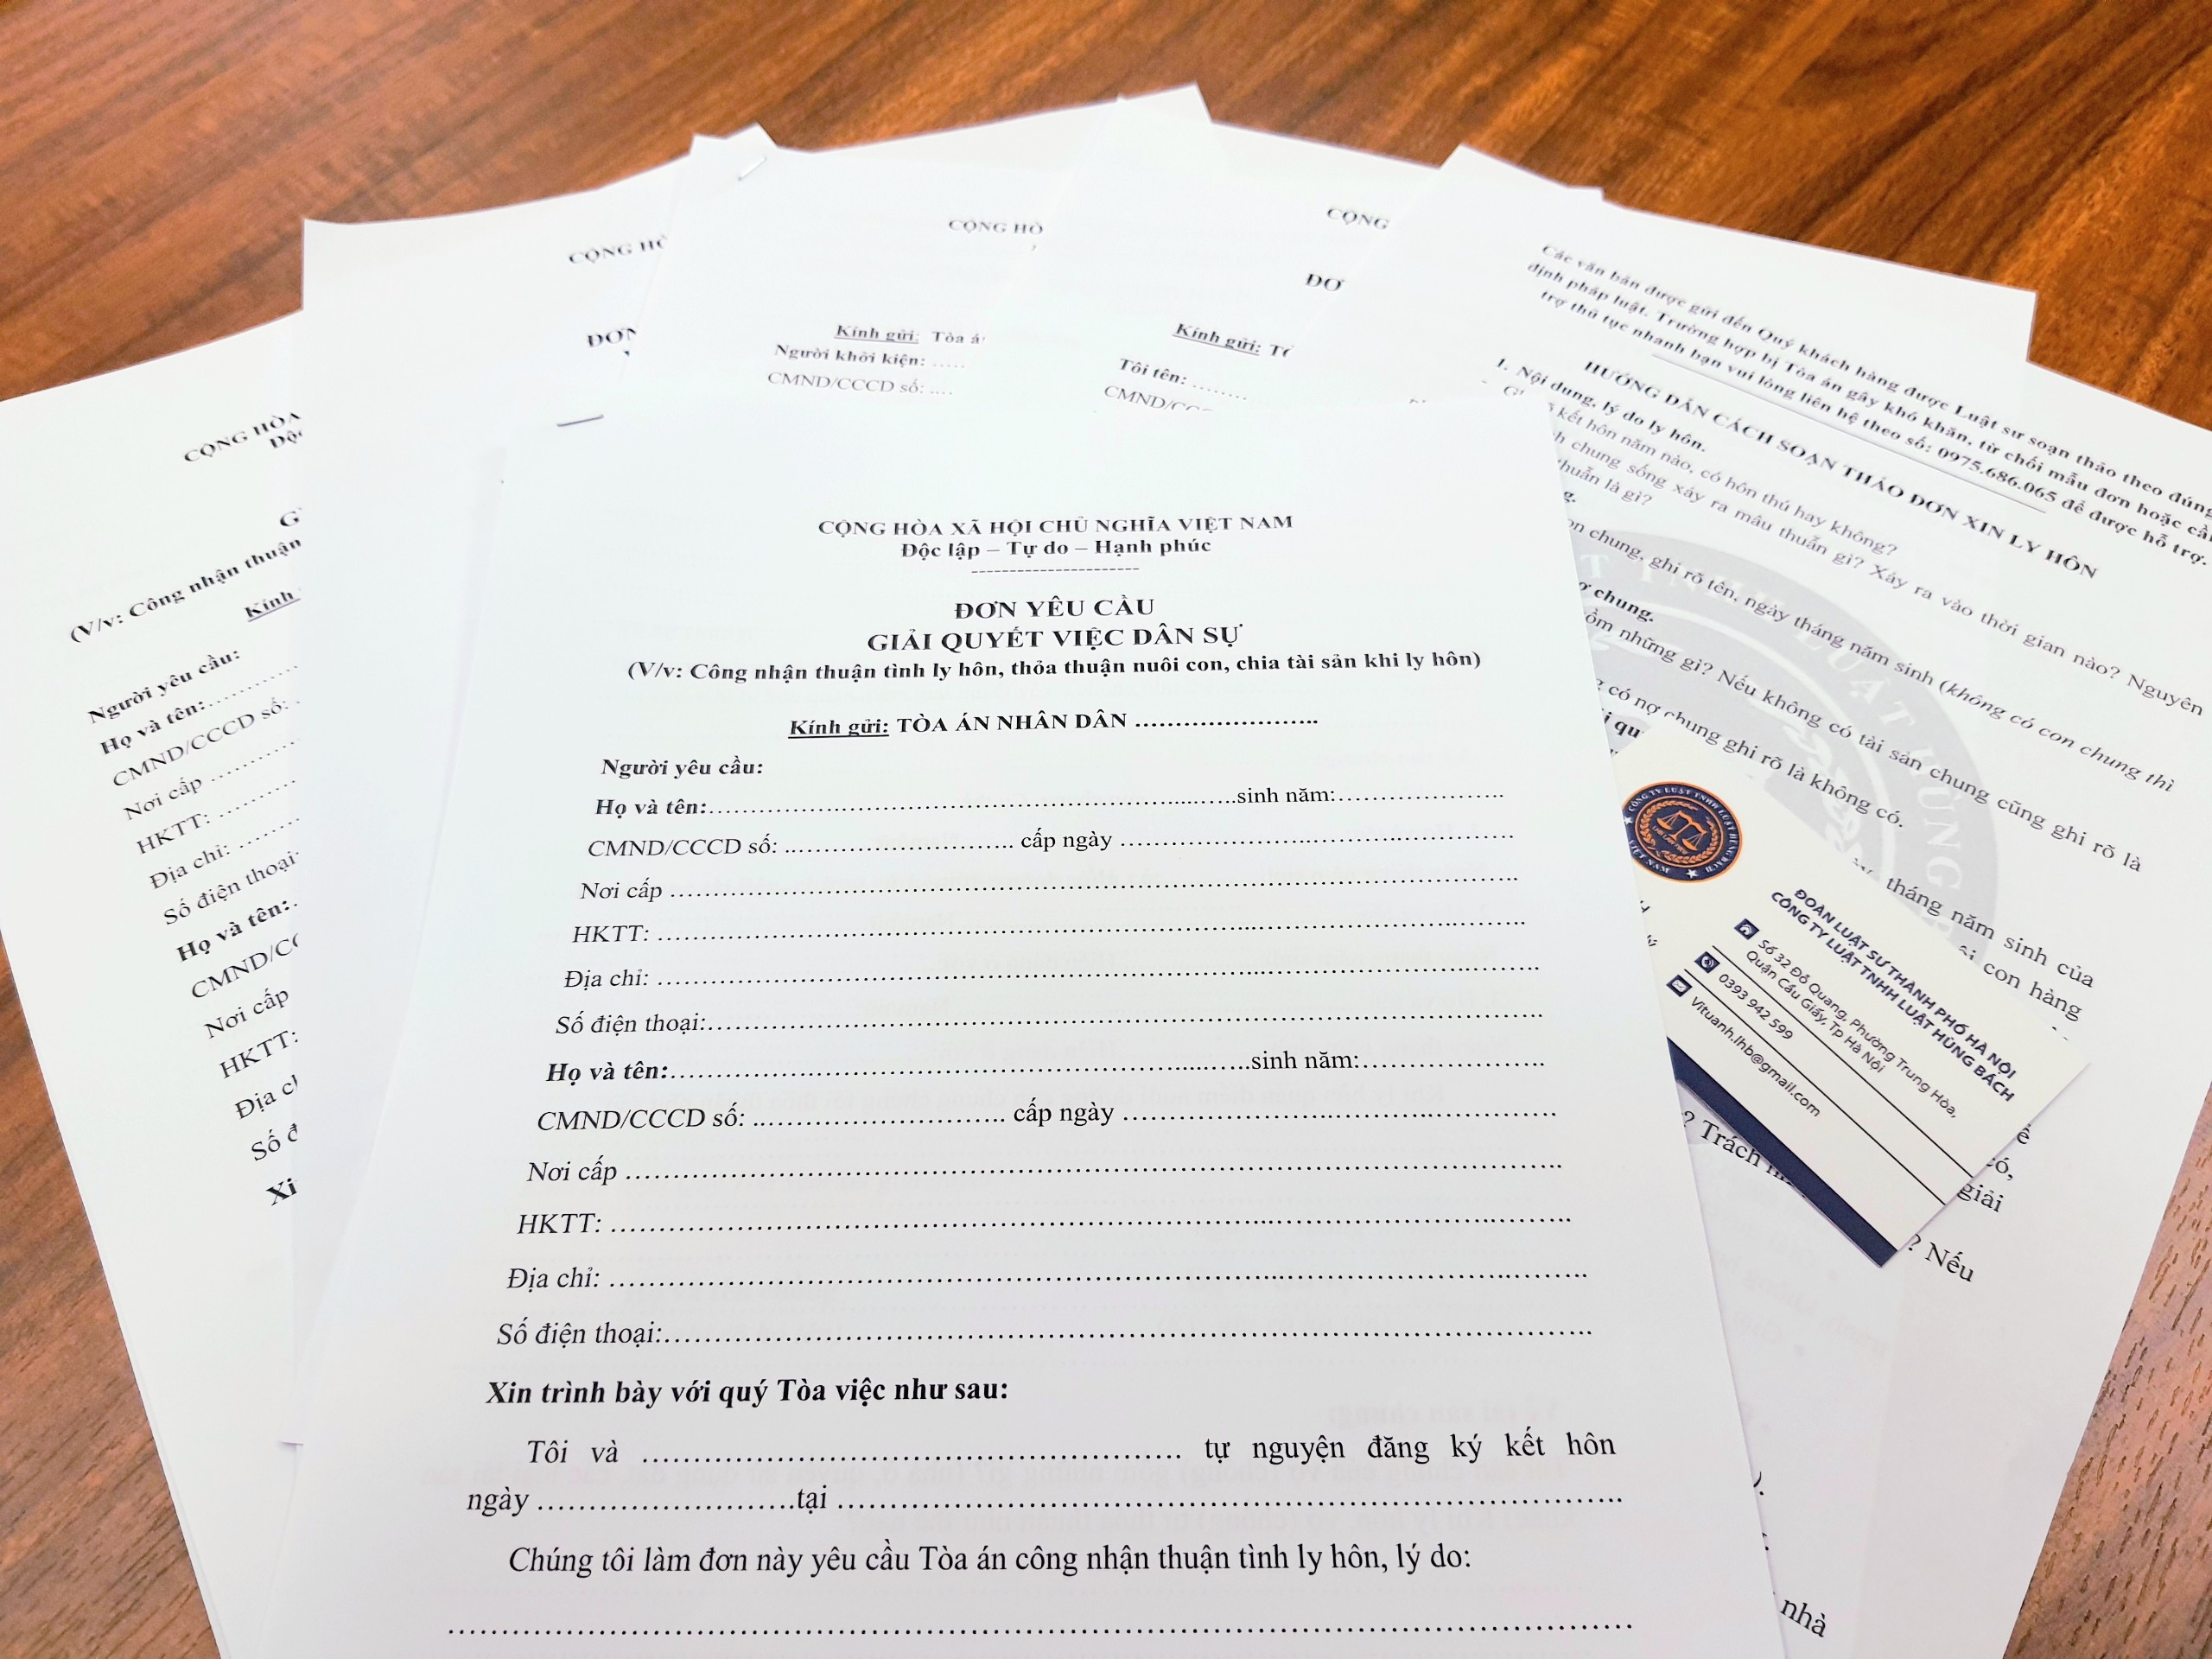 CỘNG HÒA XÃ HỘI CHỦ NGHĨA VIỆT NAM
Độc lập – Tự do – Hạnh phúc
----------------------
ĐƠN YÊU CẦU
GIẢI QUYẾT VIỆC DÂN SỰ
(V/v: Công nhận thuận tình ly hôn, thỏa thuận nuôi con, chia tài sản khi ly hôn)
Kính gửi: TÒA ÁN NHÂN DÂN ......................
Người yêu cầu:
Họ và tên:..................................................sinh năm:....................
CMND/CCCD số: ........................... cấp ngày ........................................
Nơi cấp ................................................................................
HKTT: ................................................................................
Địa chỉ: ................................................................................
Số điện thoại:................................................................................
Họ và tên:..................................................sinh năm:....................
CMND/CCCD số: ........................... cấp ngày ........................................
Nơi cấp ................................................................................
HKTT: ................................................................................
Địa chỉ: ................................................................................
Số điện thoại:................................................................................
Xin trình bày với quý Tòa việc như sau:
Tôi và .................................................. tự nguyện đăng ký kết hôn
ngày ........................tại ................................................................
Chúng tôi làm đơn này yêu cầu Tòa án công nhận thuận tình ly hôn, lý do:
................................................................................
CỘNG HÒA
Độc
G
(V/v: Công nhận thuận
Kính
Người yêu cầu:
Họ và tên:..........
CMND/CCCD số: .
Nơi cấp ..........
HKTT: ..........
Địa chỉ: ........
Số điện thoại
Họ và tên:.
CMND/CC
Nơi cấp
HKTT:
Địa ch
Số đ
Xi
CỘNG HÒ
ĐƠN
CỘNG HÒ
Kính gửi: Tòa á
Người khởi kiện: .....
CMND/CCCD số: ....
CỘNG
ĐƠ
Kính gửi: T
Tôi tên: ........
CMND/CC
Các văn bản được gửi đến Quý khách hàng được Luật sư soạn thảo theo đúng
định pháp luật. Trường hợp bị Tòa án gây khó khăn, từ chối mẫu đơn hoặc cần
trợ thủ tục nhanh bạn vui lòng liên hệ theo số: 0975.686.065 để được hỗ trợ.
HƯỚNG DẪN CÁCH SOẠN THẢO ĐƠN XIN LY HÔN
1. Nội dung, lý do ly hôn.
kết hôn năm nào, có hôn thú hay không?
chung sống xảy ra mâu thuẫn gì? Xảy ra vào thời gian nào? Nguyên
thuẫn là gì?
on chung, ghi rõ tên, ngày tháng năm sinh (không có con chung thì
chung.
ồm những gì? Nếu không có tài sản chung cũng ghi rõ là
có nợ chung ghi rõ là không có.
tháng năm sinh của
con hàng
? Trách
giải
? Nếu
nhà
CÔNG TY LUẬT TNHH LUẬT HÙNG BÁCH
VIỆT NAM
ĐOÀN LUẬT SƯ THÀNH PHỐ HÀ NỘI
CÔNG TY LUẬT TNHH LUẬT HÙNG BÁCH
Số 32 Đỗ Quang, Phường Trung Hòa,
Quận Cầu Giấy, Tp Hà Nội
0393 942 599
Vituanh.lhb@gmail.com